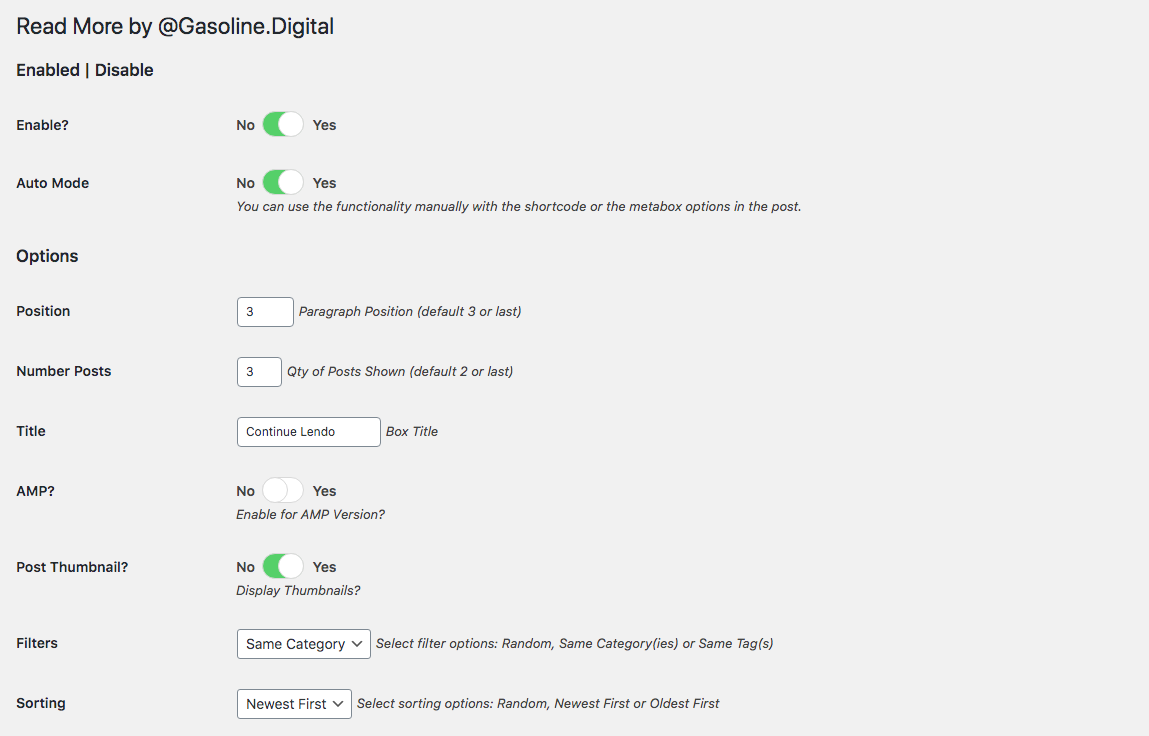 Read More by @Gasoline.Digital
Enabled | Disable
Enable? No Yes
Auto Mode No Yes
You can use the functionality manually with the shortcode or the metabox options in the post.
Options
Position 3 Paragraph Position (default 3 or last)
Number Posts 3 Qty of Posts Shown (default 2 or last)
Title Continue Lendo Box Title
AMP? No Yes
Enable for AMP Version?
Post Thumbnail? No Yes
Display Thumbnails?
Filters Same Category Select filter options: Random, Same Category(ies) or Same Tag(s)
Sorting Newest First Select sorting options: Random, Newest First or Oldest First